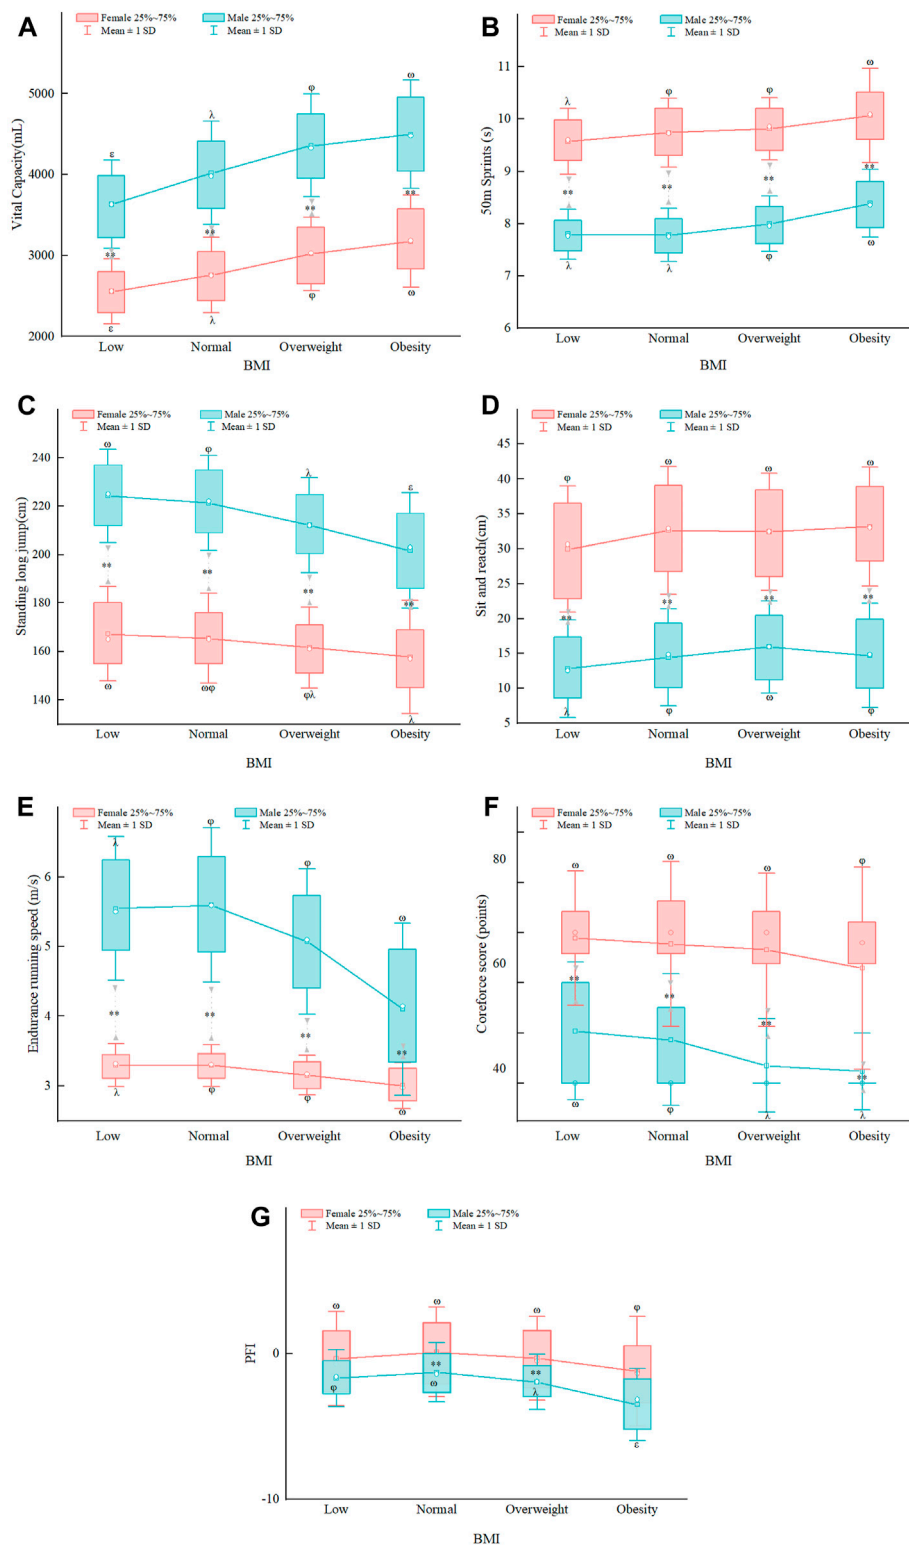 A
Female 25%~75% Male 25%~75%
Mean ± 1 SD Mean ± 1 SD
Vital Capacity(mL)
5000
4000
3000
2000
ε λ φ ω
** ** ** **
ε λ φ ω
Low Normal Overweight Obesity
BMI
B
Female 25%~75% Male 25%~75%
Mean ± 1 SD Mean ± 1 SD
50m Sprints (s)
11
10
9
8
7
6
λ φ φ ω
** ** ** **
λ λ φ ω
Low Normal Overweight Obesity
BMI
C
Female 25%~75% Male 25%~75%
Mean ± 1 SD Mean ± 1 SD
Standing long jump(cm)
240
220
200
180
160
140
ω φ λ ε
** ** ** **
ω ωφ φλ λ
Low Normal Overweight Obesity
BMI
D
Female 25%~75% Male 25%~75%
Mean ± 1 SD Mean ± 1 SD
Sit and reach(cm)
45
40
35
30
25
20
15
10
5
φ ω ω ω
** ** ** **
λ φ ω φ
Low Normal Overweight Obesity
BMI
E
Female 25%~75% Male 25%~75%
Mean ± 1 SD Mean ± 1 SD
Endurance running speed (m/s)
6
5
4
3
λ φ φ ω
** ** ** **
λ φ φ ω
Low Normal Overweight Obesity
BMI
F
Female 25%~75% Male 25%~75%
Mean ± 1 SD Mean ± 1 SD
Coreforce score (points)
80
60
40
ω ω ω φ
** ** ** **
ω φ λ λ
Low Normal Overweight Obesity
BMI
G
Female 25%~75% Male 25%~75%
Mean ± 1 SD Mean ± 1 SD
PFI
0
-10
ω ω ω φ
** **
φ ω λ ε
Low Normal Overweight Obesity
BMI